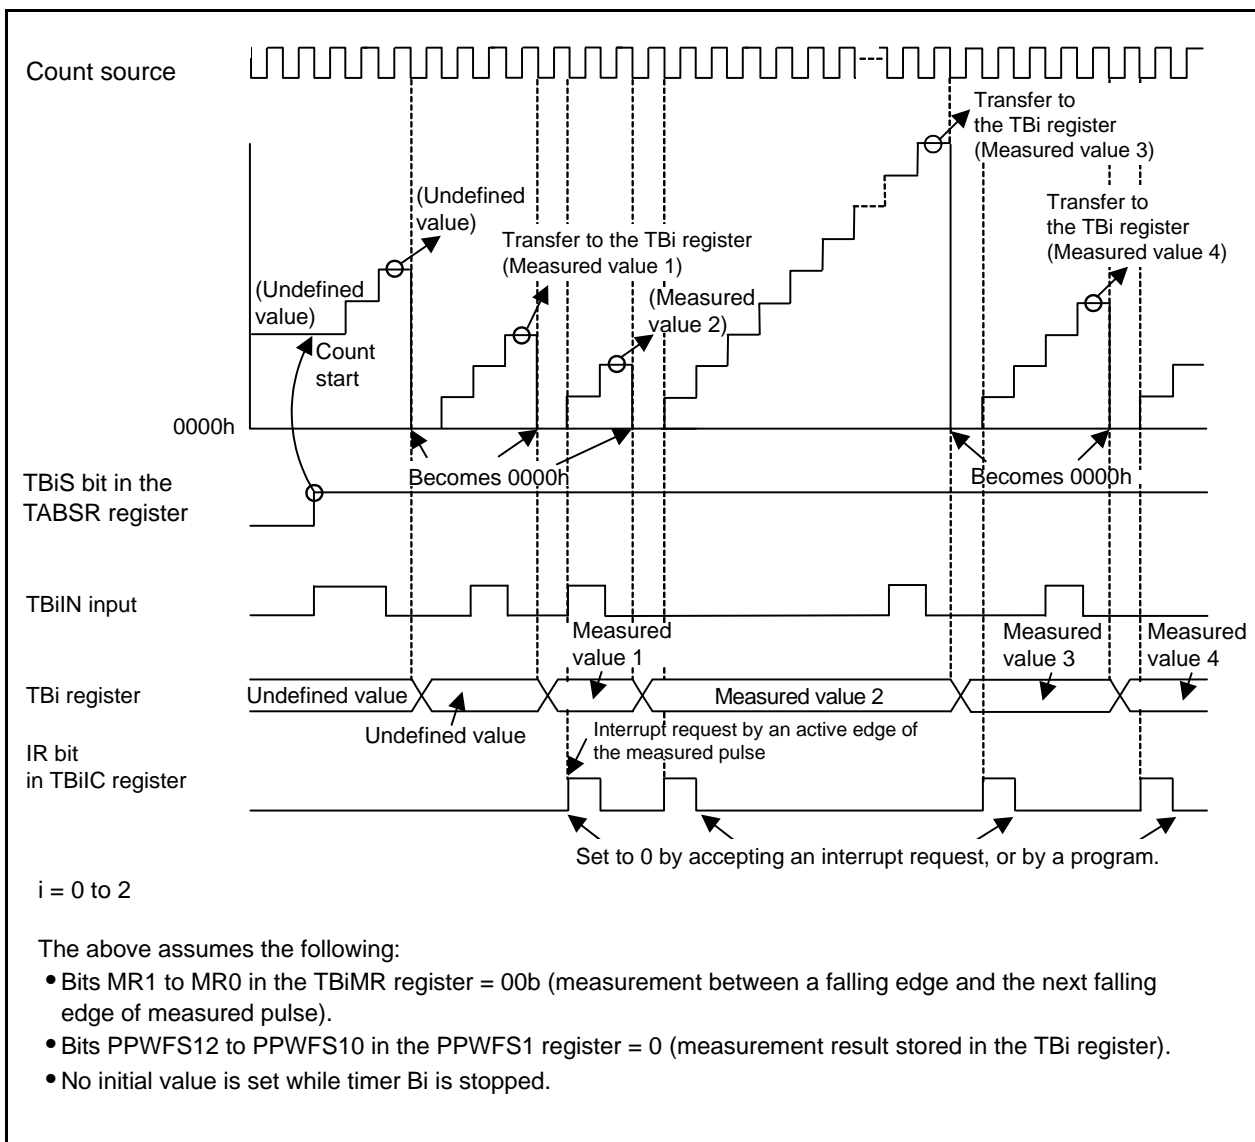 Count source
Transfer to
the TBi register
(Measured value 3)
(Undefined
value)
Transfer to
the TBi register
(Measured value 4)
Transfer to the TBi register
(Measured value 1)
(Undefined
value)
(Measured
value 2)
Count
start
0000h
Becomes 0000h
Becomes 0000h
TBiS bit in the
TABSR register
TBiIN input
Measured
value 1
Measured
value 3
Measured
value 4
TBi register
Undefined value
Measured value 2
Undefined value
Interrupt request by an active edge of
the measured pulse
IR bit
in TBiIC register
Set to 0 by accepting an interrupt request, or by a program.
i = 0 to 2
The above assumes the following:
• Bits MR1 to MR0 in the TBiMR register = 00b (measurement between a falling edge and the next falling
edge of measured pulse).
• Bits PPWFS12 to PPWFS10 in the PPWFS1 register = 0 (measurement result stored in the TBi register).
• No initial value is set while timer Bi is stopped.